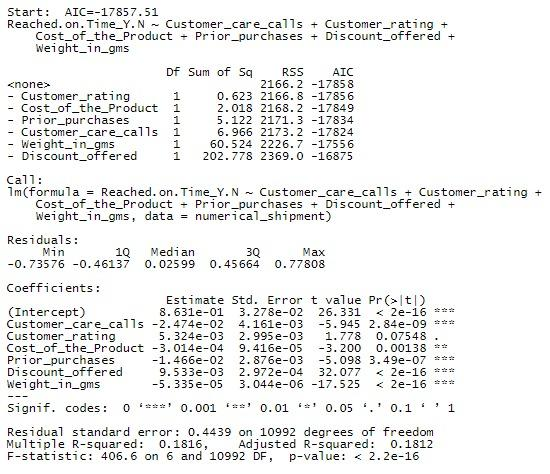 Start:  AIC=-17857.51
Reached.on.Time_Y.N ~ Customer_care_calls + Customer_rating +
    Cost_of_the_Product + Prior_purchases + Discount_offered +
    Weight_in_gms
                      Df Sum of Sq    RSS    AIC
<none>                             2166.2 -17858
- Customer_rating      1     0.623 2166.8 -17856
- Cost_of_the_Product  1     2.018 2168.2 -17849
- Prior_purchases      1     5.122 2171.3 -17834
- Customer_care_calls  1     6.966 2173.2 -17824
- Weight_in_gms        1    60.524 2226.7 -17556
- Discount_offered     1   202.778 2369.0 -16875
Call:
lm(formula = Reached.on.Time_Y.N ~ Customer_care_calls + Customer_rating +
    Cost_of_the_Product + Prior_purchases + Discount_offered +
    Weight_in_gms, data = numerical_shipment)
Residuals:
     Min       1Q   Median       3Q      Max
-0.73576 -0.46137  0.02599  0.45664  0.77808
Coefficients:
                      Estimate Std. Error t value Pr(>|t|)
(Intercept)          8.631e-01  3.278e-02  26.331  < 2e-16 ***
Customer_care_calls -2.474e-02  4.161e-03  -5.945 2.84e-09 ***
Customer_rating      5.324e-03  2.995e-03   1.778  0.07548 .
Cost_of_the_Product -3.014e-04  9.416e-05  -3.200  0.00138 **
Prior_purchases     -1.466e-02  2.876e-03  -5.098 3.49e-07 ***
Discount_offered     9.533e-03  2.972e-04  32.077  < 2e-16 ***
Weight_in_gms       -5.335e-05  3.044e-06 -17.525  < 2e-16 ***
---
Signif. codes:  0 ‘***’ 0.001 ‘**’ 0.01 ‘*’ 0.05 ‘.’ 0.1 ‘ ’ 1
Residual standard error: 0.4439 on 10992 degrees of freedom
Multiple R-squared:  0.1816,    Adjusted R-squared:  0.1812
F-statistic: 406.6 on 6 and 10992 DF,  p-value: < 2.2e-16